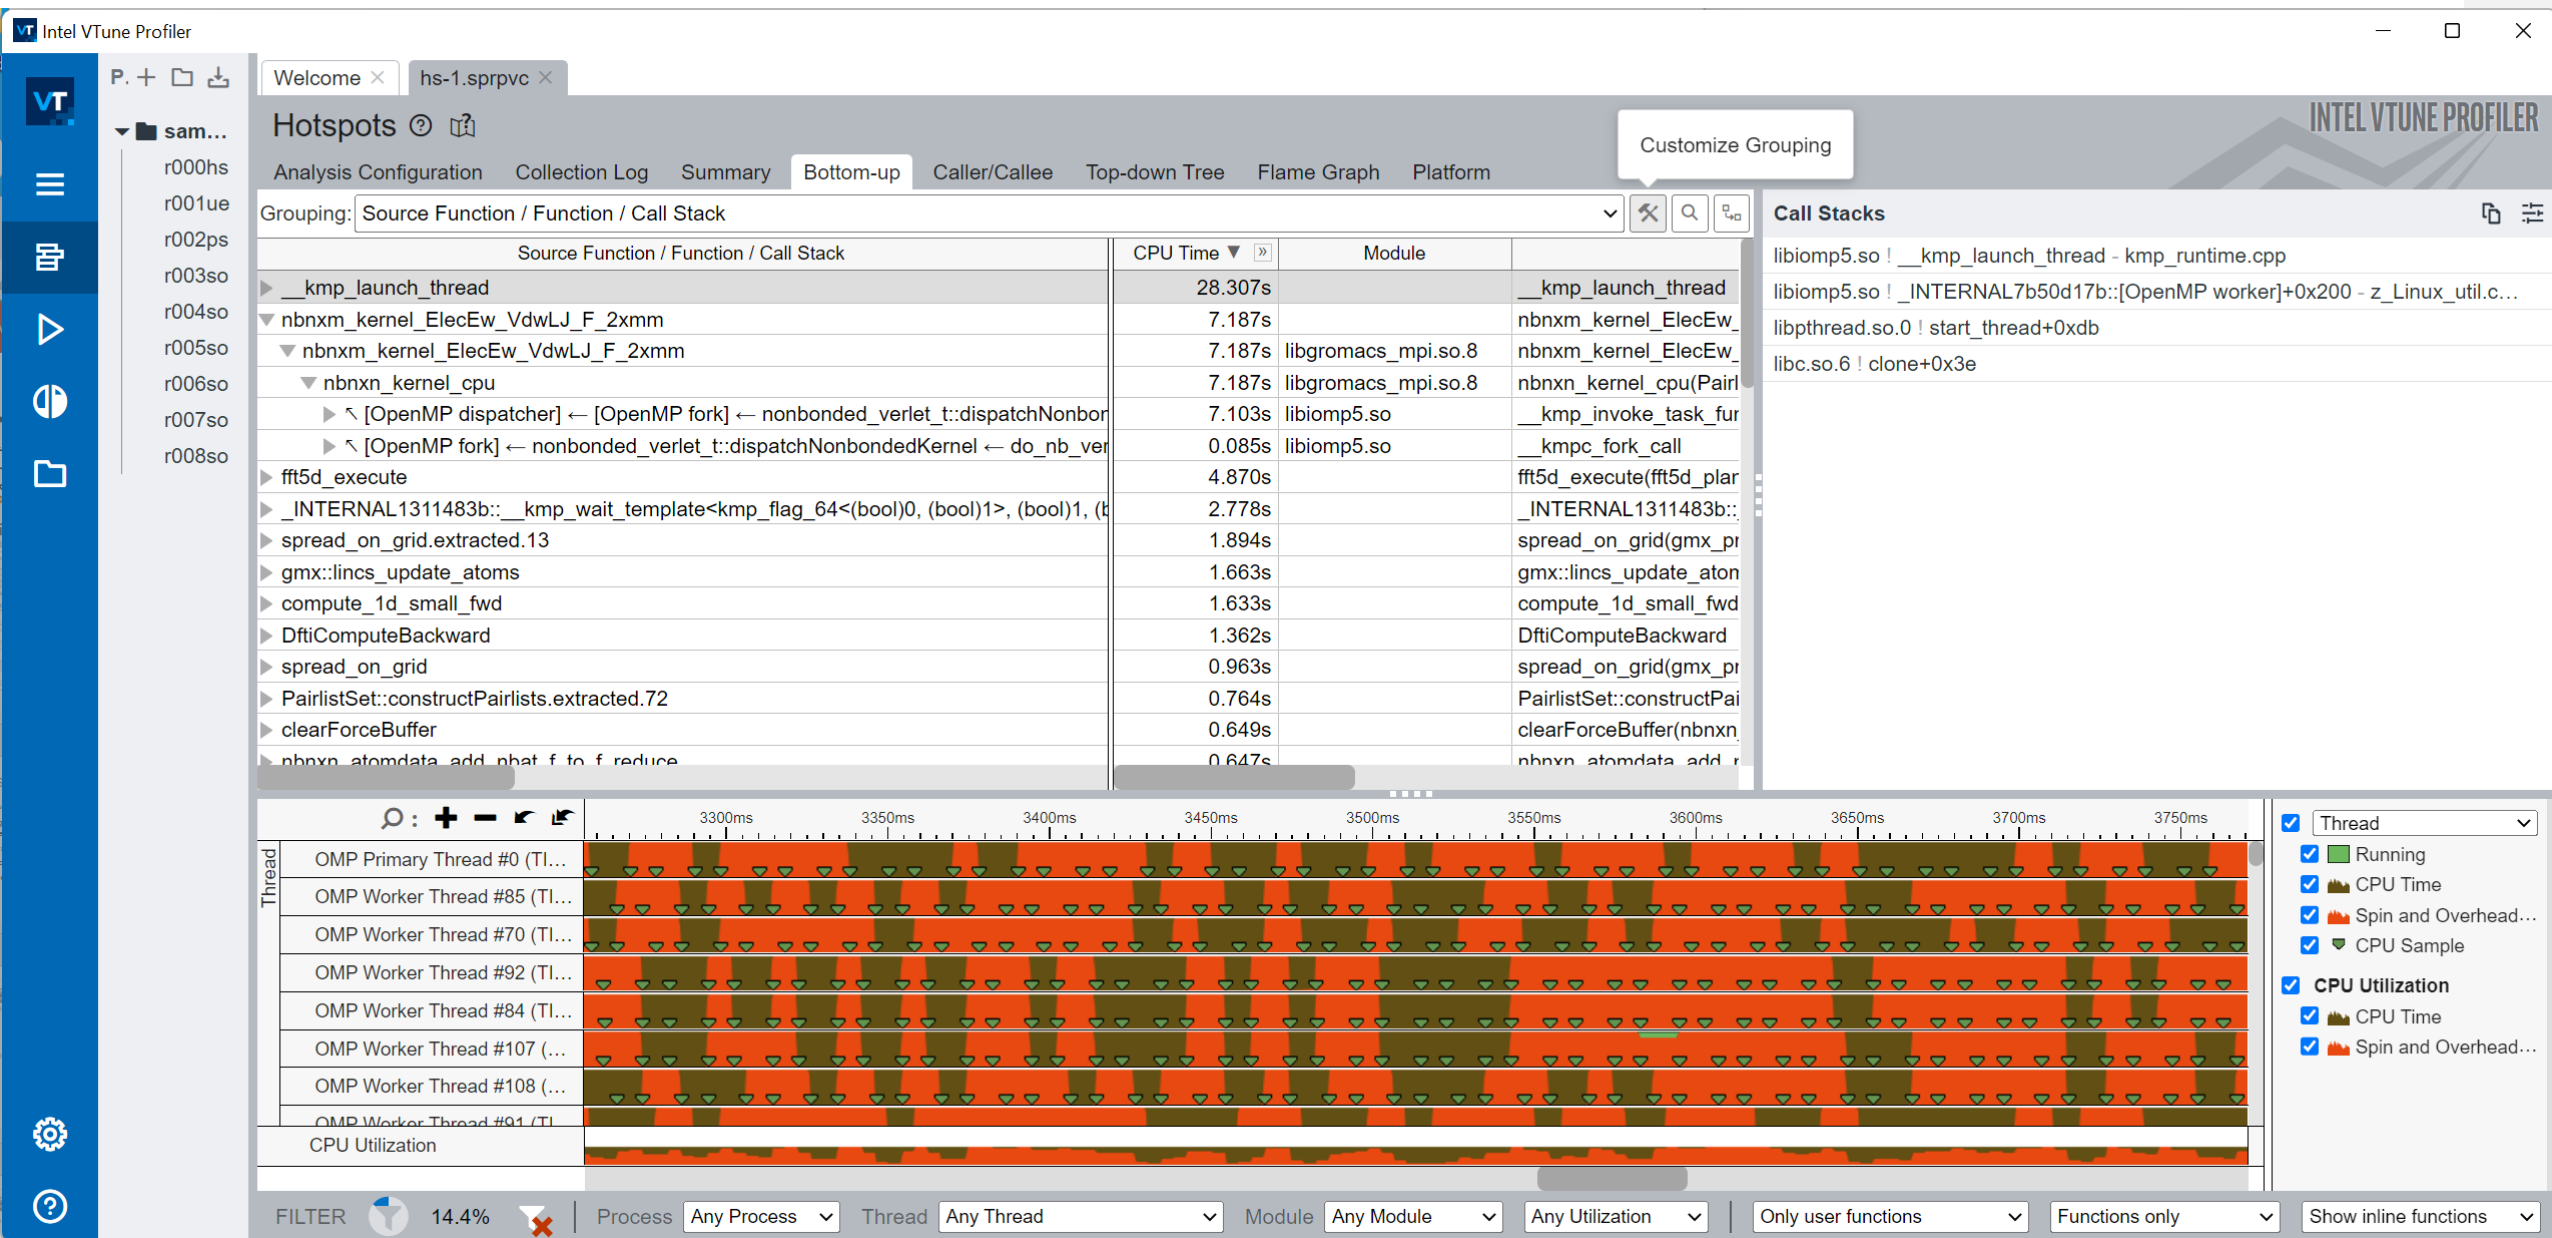 VT Intel VTune Profiler
VT
P.
sam...
r000hs
r001ue
r002ps
r003so
r004so
r005so
r006so
r007so
r008so
Welcome
hs-1.sprpvc
Hotspots
INTEL VTUNE PROFILER
Customize Grouping
Analysis Configuration Collection Log Summary Bottom-up Caller/Callee Top-down Tree Flame Graph Platform
Grouping: Source Function / Function / Call Stack
Source Function / Function / Call Stack CPU Time Module
__kmp_launch_thread 28.307s __kmp_launch_thread
nbnxm_kernel_ElecEw_VdwLJ_F_2xmm 7.187s nbnxm_kernel_ElecEw_
nbnxm_kernel_ElecEw_VdwLJ_F_2xmm 7.187s libgromacs_mpi.so.8 nbnxm_kernel_ElecEw_
nbnxn_kernel_cpu 7.187s libgromacs_mpi.so.8 nbnxn_kernel_cpu(Pairl
↖ [OpenMP dispatcher] ← [OpenMP fork] ← nonbonded_verlet_t::dispatchNonbor 7.103s libiomp5.so __kmp_invoke_task_fur
↖ [OpenMP fork] ← nonbonded_verlet_t::dispatchNonbondedKernel ← do_nb_ver 0.085s libiomp5.so __kmpc_fork_call
fft5d_execute 4.870s fft5d_execute(fft5d_plar
_INTERNAL1311483b::__kmp_wait_template<kmp_flag_64<(bool)0, (bool)1>, (bool)1, (b 2.778s _INTERNAL1311483b::_
spread_on_grid.extracted.13 1.894s spread_on_grid(gmx_pr
gmx::lincs_update_atoms 1.663s gmx::lincs_update_atom
compute_1d_small_fwd 1.633s compute_1d_small_fwd
DftiComputeBackward 1.362s DftiComputeBackward
spread_on_grid 0.963s spread_on_grid(gmx_pr
PairlistSet::constructPairlists.extracted.72 0.764s PairlistSet::constructPai
clearForceBuffer 0.649s clearForceBuffer(nbnxn_
nbnxn_atomdata_add_nbat_f_to_f_reduce 0.647s nbnxn_atomdata_add_r
Call Stacks
libiomp5.so ! __kmp_launch_thread - kmp_runtime.cpp
libiomp5.so ! _INTERNAL7b50d17b::[OpenMP worker]+0x200 - z_Linux_util.c...
libpthread.so.0 ! start_thread+0xdb
libc.so.6 ! clone+0x3e
3300ms 3350ms 3400ms 3450ms 3500ms 3550ms 3600ms 3650ms 3700ms 3750ms
Thread
OMP Primary Thread #0 (TI...
OMP Worker Thread #85 (TI...
OMP Worker Thread #70 (TI...
OMP Worker Thread #92 (TI...
OMP Worker Thread #84 (TI...
OMP Worker Thread #107 (...
OMP Worker Thread #108 (...
OMP Worker Thread #91 (TI
CPU Utilization
Thread
Running
CPU Time
Spin and Overhead...
CPU Sample
CPU Utilization
CPU Time
Spin and Overhead...
FILTER 14.4% Process Any Process Thread Any Thread Module Any Module Any Utilization Only user functions Functions only Show inline functions